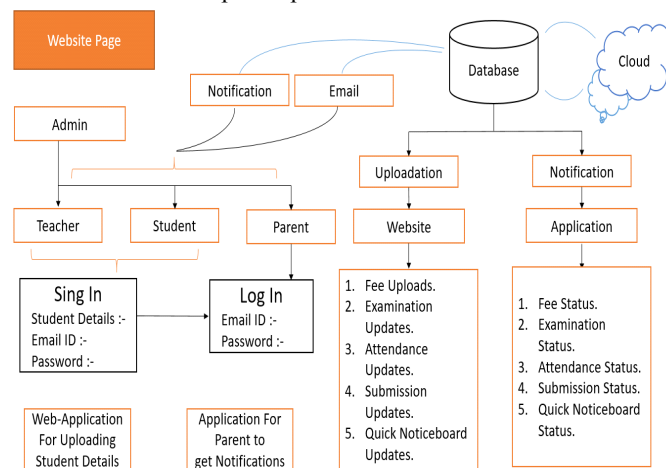 Website Page
Notification
Email
Database
Cloud
Admin
Uploadation
Notification
Teacher
Student
Parent
Website
Application
Sing In
Student Details :-
Email ID :-
Password :-
Log In
Email ID :-
Password :-
1. Fee Uploads.
2. Examination
Updates.
3. Attendance
Updates.
4. Submission
Updates.
5. Quick Noticeboard
Updates.
1. Fee Status.
2. Examination
Status.
3. Attendance Status.
4. Submission Status.
5. Quick Noticeboard
Status.
Web-Application
For Uploading
Student Details
Application For
Parent to
get Notifications